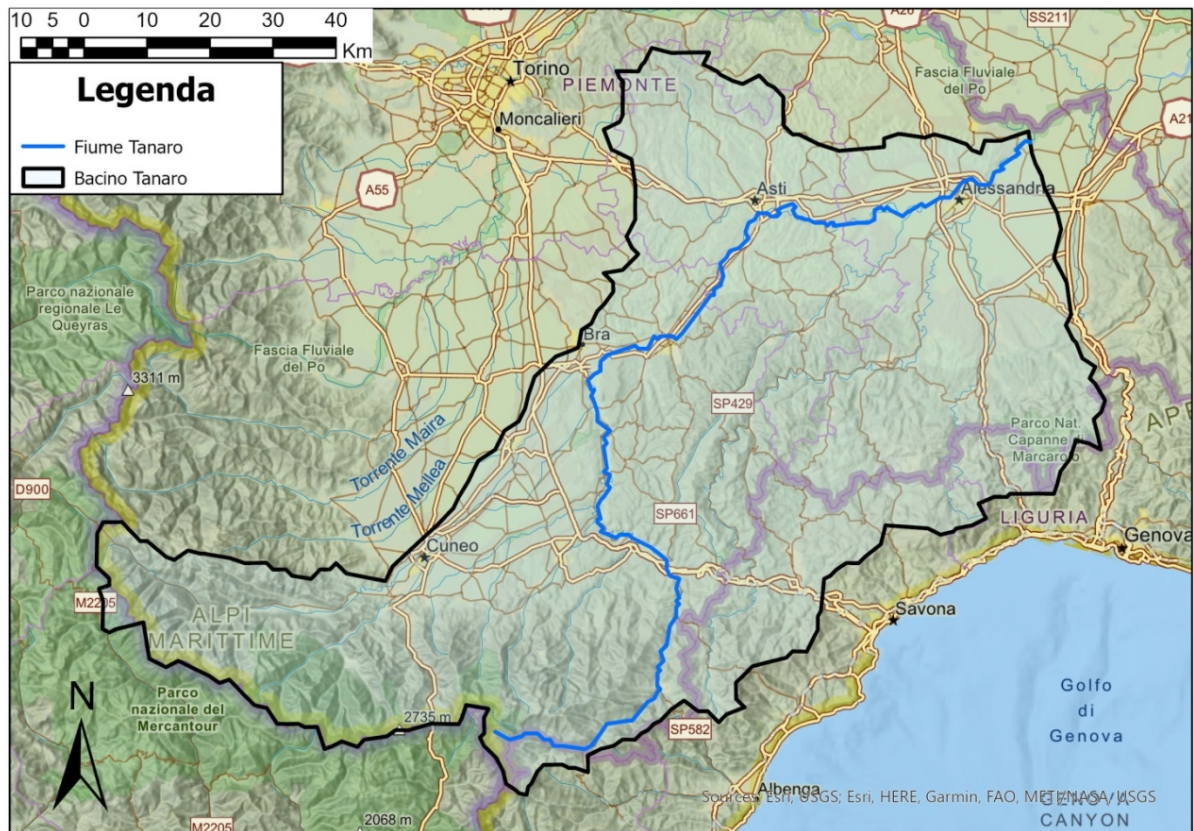 10 5 0 10 20 30 40
Km
Legenda
Fiume Tanaro
Bacino Tanaro
A26
SS211
Torino
PIEMONTE
Fascia Fluviale
del Po
Moncalieri
A21
A55
Asti
Alessandria
Parco nazionale
regionale Le
Queyras
Bra
Fascia Fluviale
del Po
3311 m
SP429
Torrente Maira
Parco Nat.
Capanne di
Marcarolo
APE
Torrente Mellea
D900
SP661
LIGURIA
Cuneo
Genova
M2205
ALPI
MARITTIME
Savona
N
Parco
nazionale del
Mercantour
2735 m
SP582
Golfo
di
Genova
Albenga
Sources: Esri, USGS; Esri, HERE, Garmin, FAO, METI/NASA, USGS
GENOVA
CANYON
M2205
2068 m